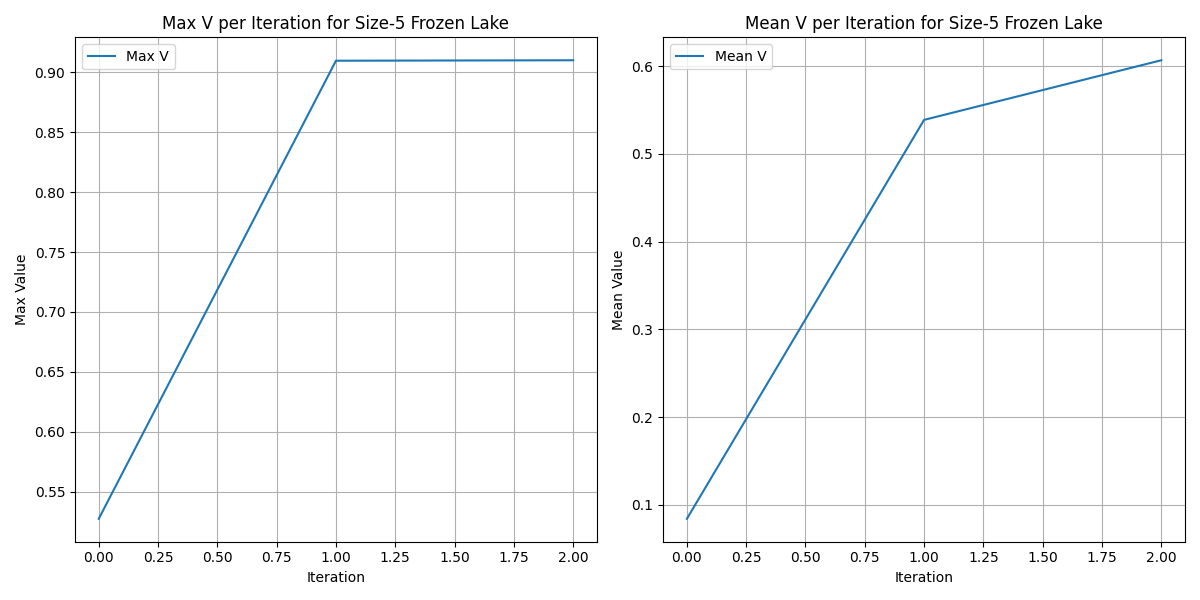 Max V per Iteration for Size-5 Frozen Lake
Max V
0.90
0.85
0.80
0.75
0.70
0.65
0.60
0.55
Max Value
0.00 0.25 0.50 0.75 1.00 1.25 1.50 1.75 2.00
Iteration
Mean V per Iteration for Size-5 Frozen Lake
Mean V
0.6
0.5
0.4
0.3
0.2
0.1
Mean Value
0.00 0.25 0.50 0.75 1.00 1.25 1.50 1.75 2.00
Iteration